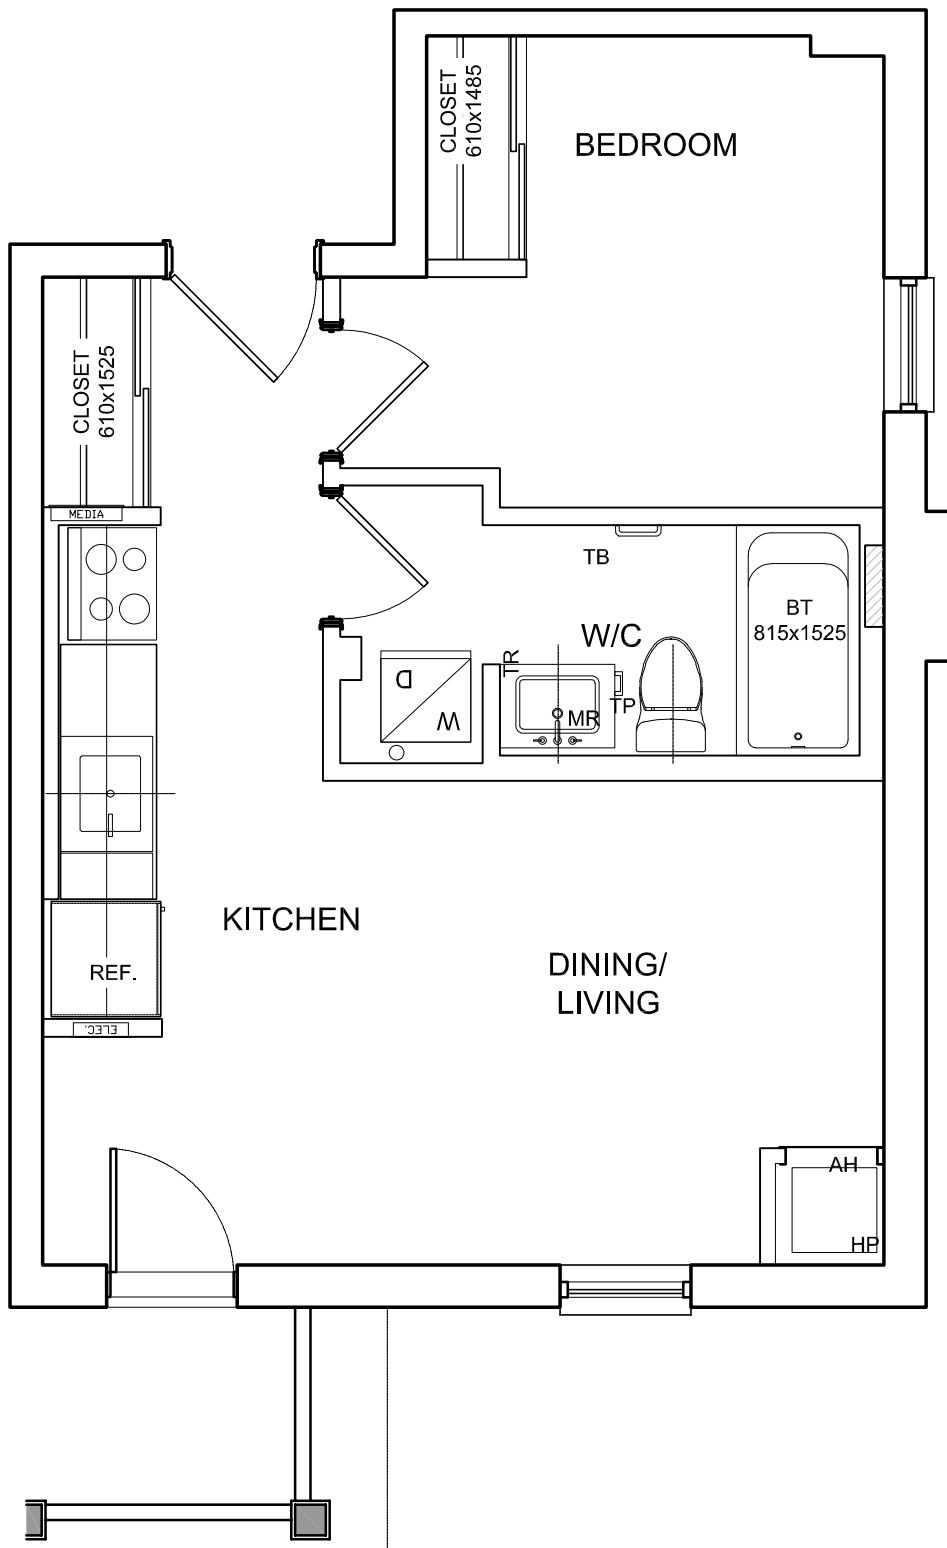 CLOSET
610x1485
BEDROOM
CLOSET
610x1525
MEDIA
TB
BT
815x1525
W/C
TR
D
TP
MR
W
KITCHEN
DINING/
LIVING
REF.
ELEC.
AH
HP